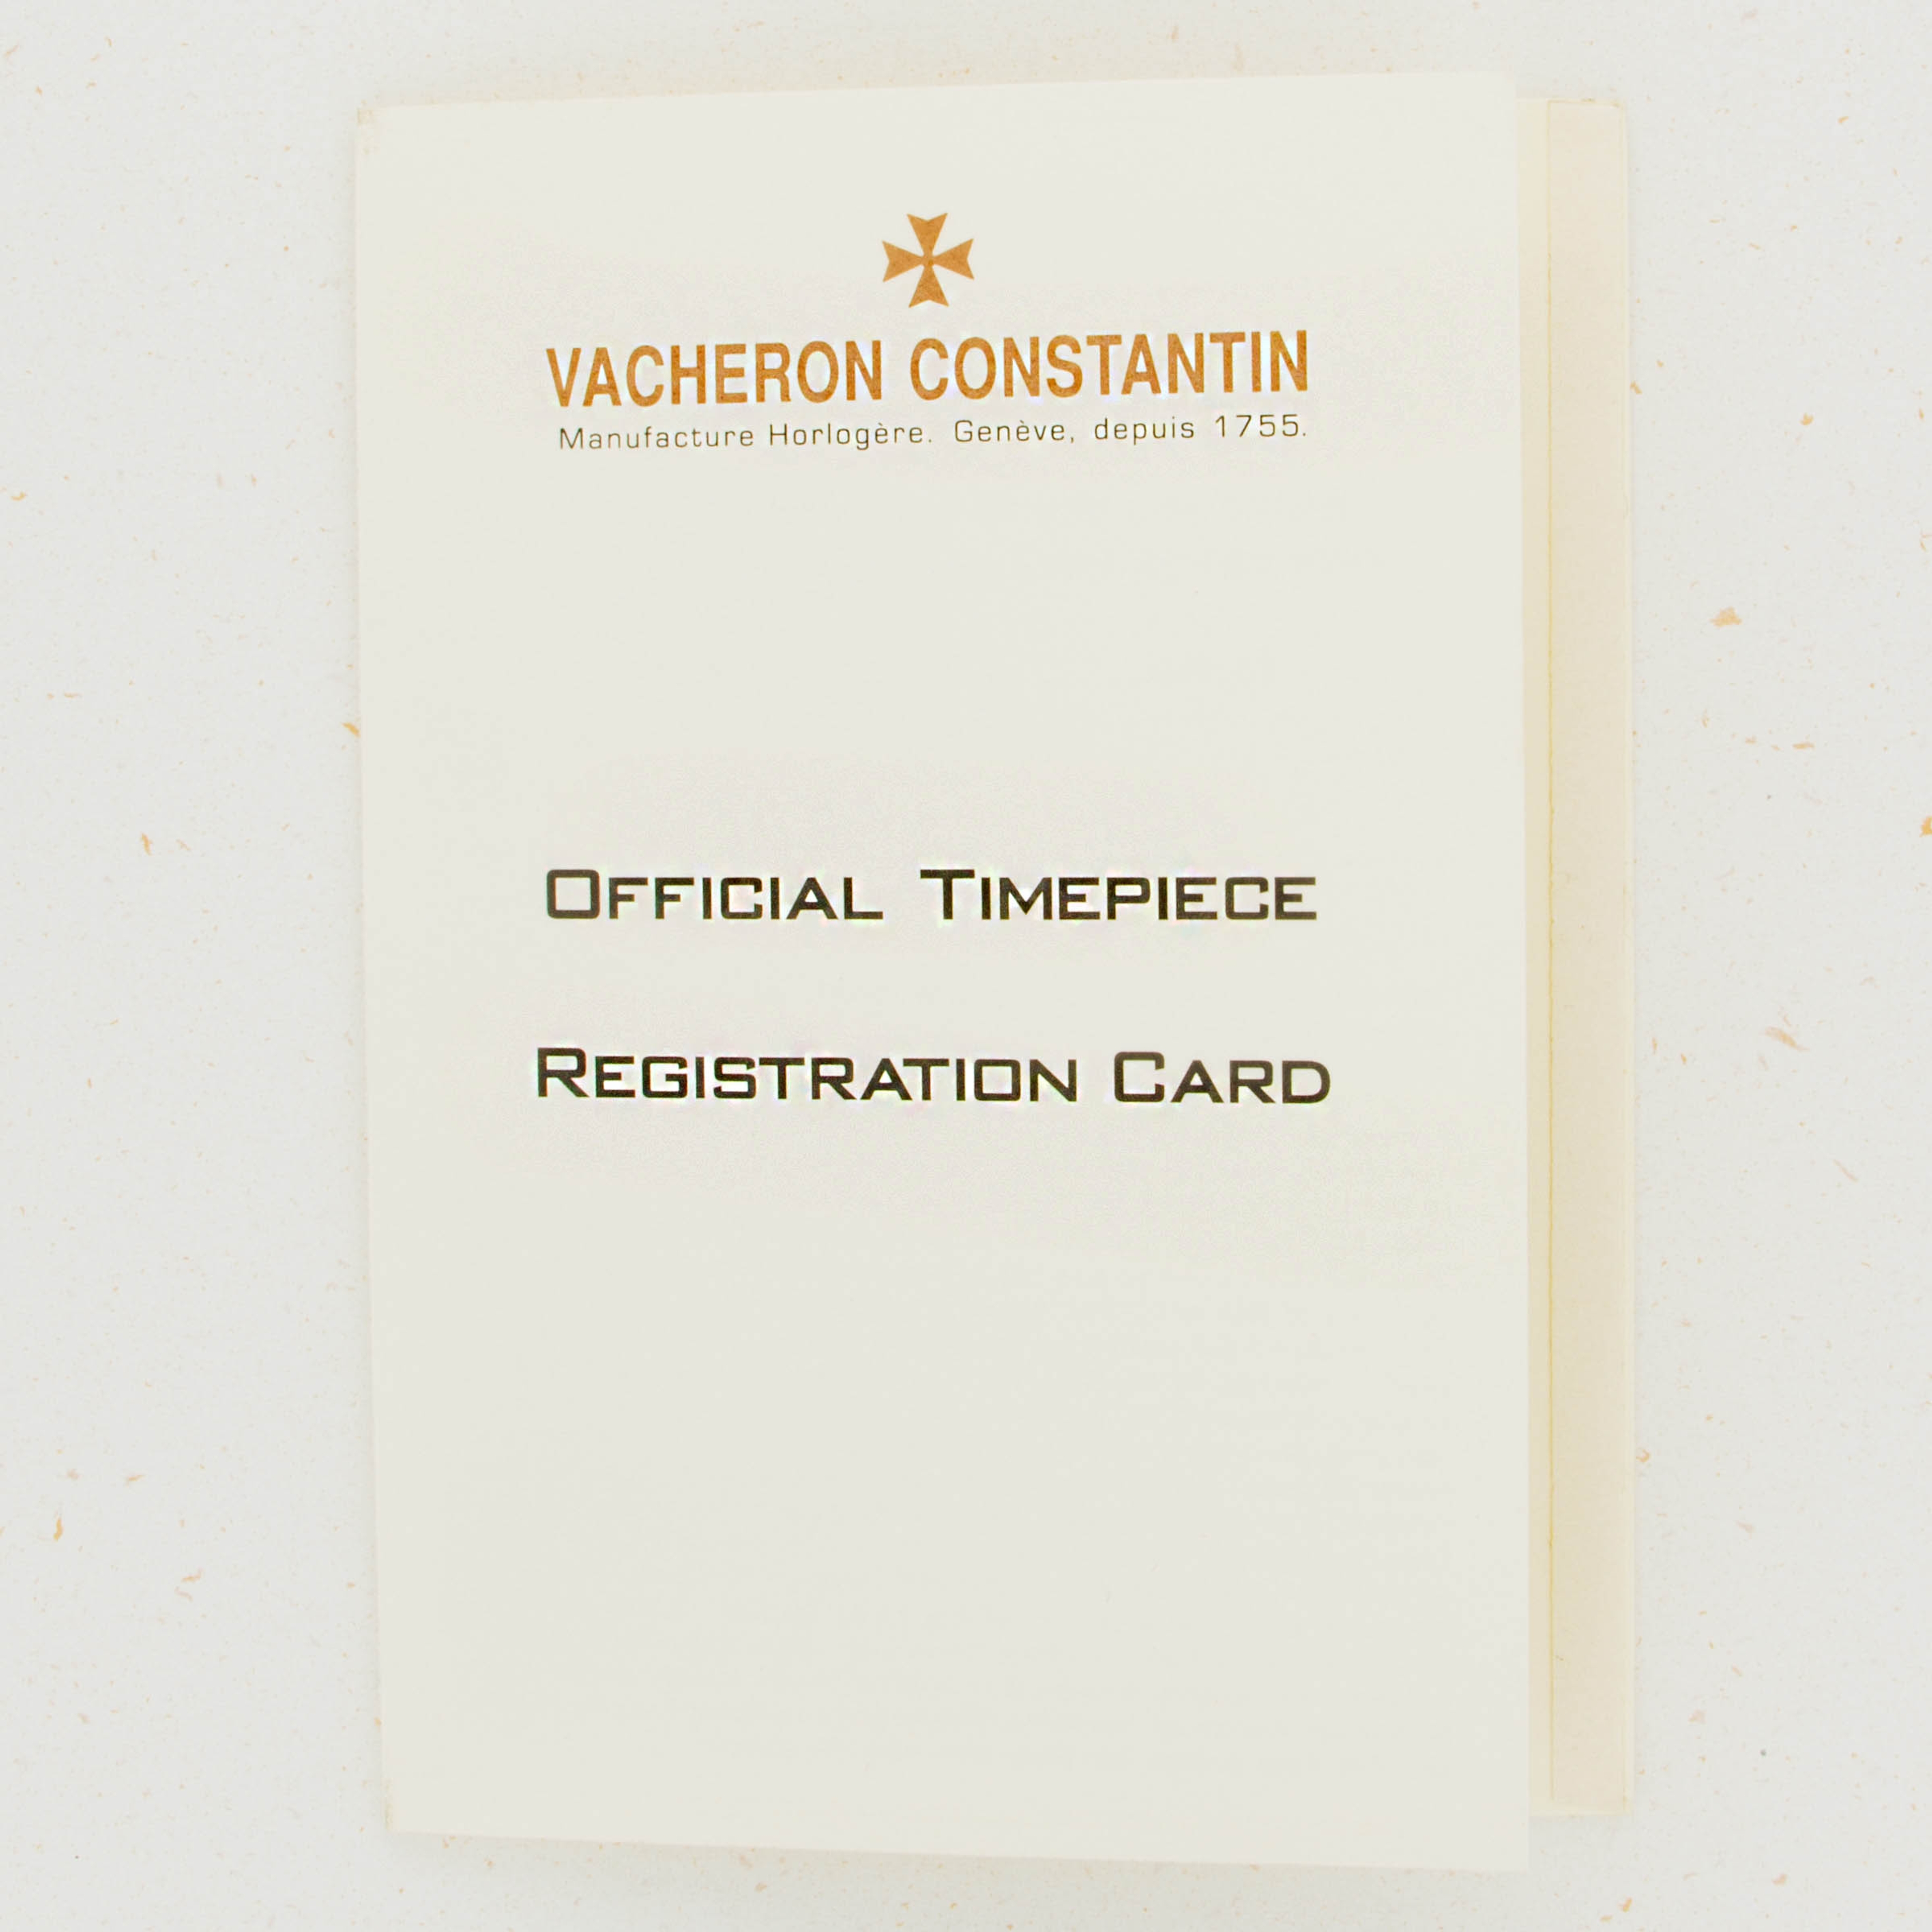 VACHERON CONSTANTIN
Manufacture Horlogère. Genève, depuis 1755.
OFFICIAL TIMEPIECE
REGISTRATION CARD